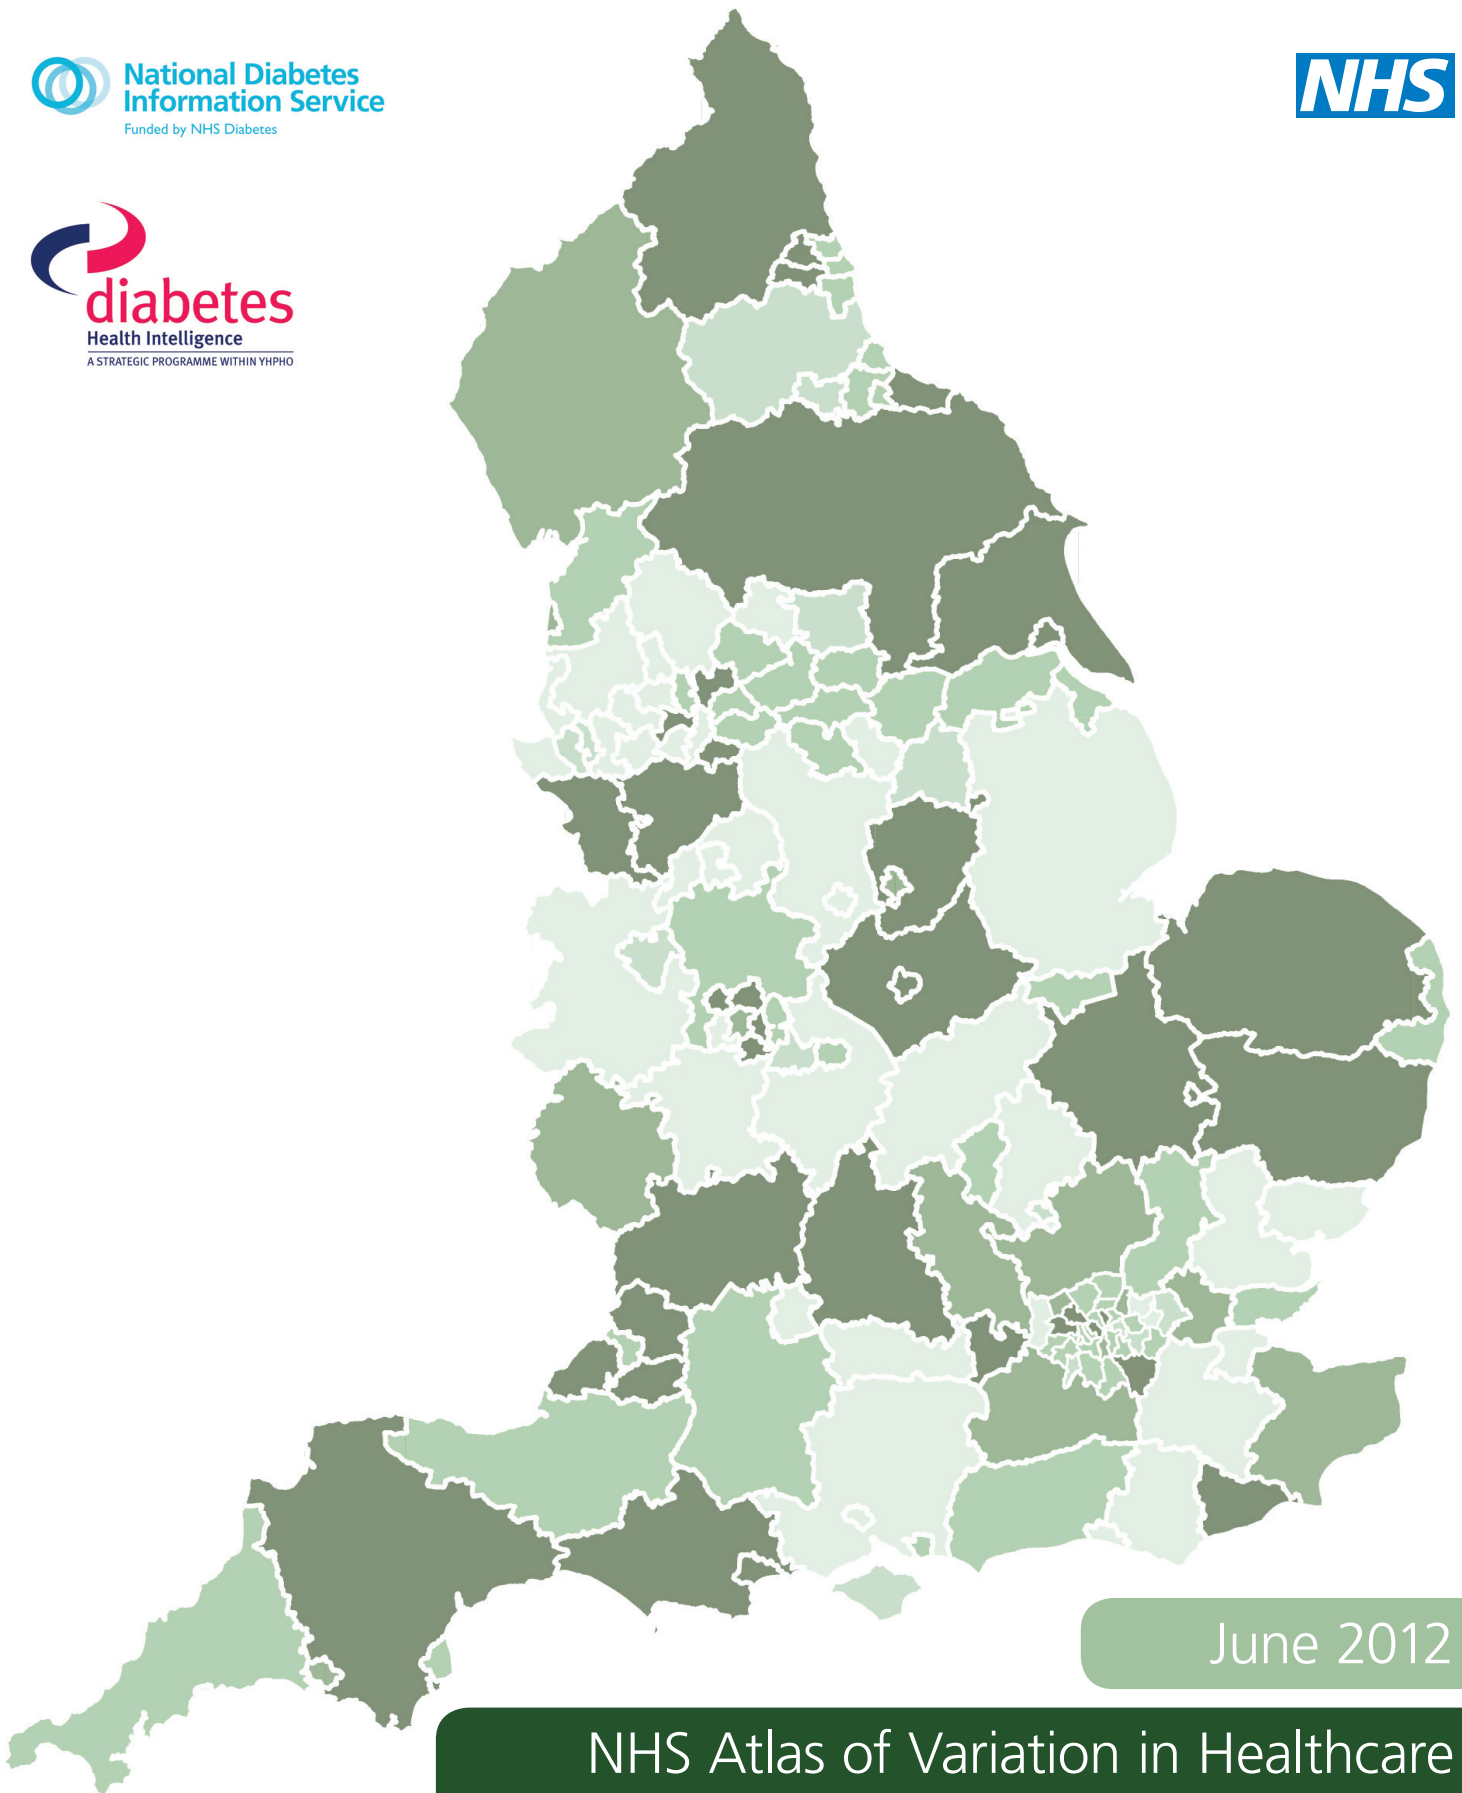 National Diabetes
Information Service
Funded by NHS Diabetes
NHS
diabetes
Health Intelligence
A STRATEGIC PROGRAMME WITHIN YHPHO
June 2012
NHS Atlas of Variation in Healthcare